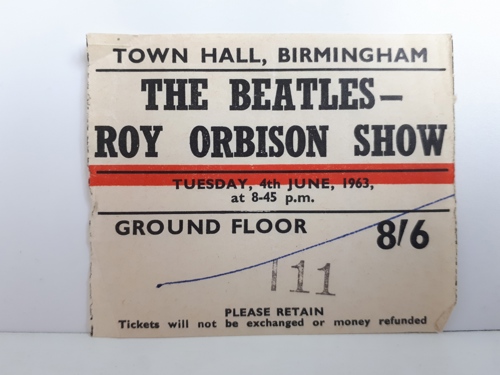 TOWN HALL, BIRMINGHAM
THE BEATLES–
ROY ORBISON SHOW
TUESDAY, 4th JUNE, 1963,
at 8-45 p.m.
GROUND FLOOR 8/6
111
PLEASE RETAIN
Tickets will not be exchanged or money refunded